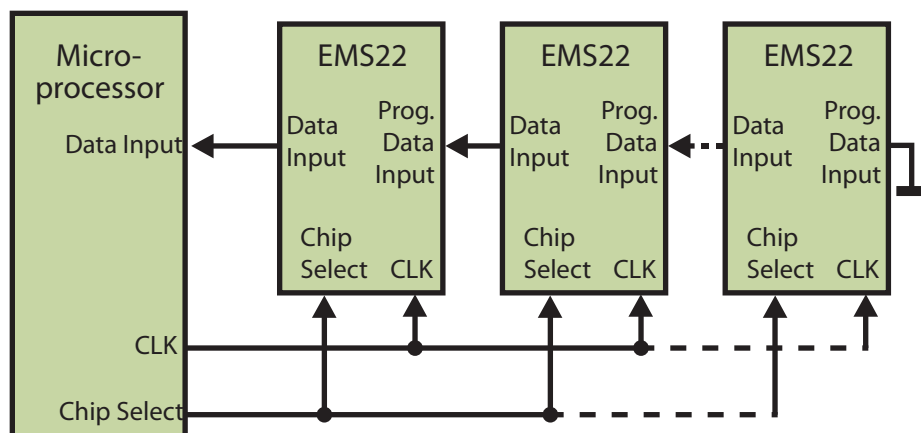 Micro-
processor
Data Input
CLK
Chip Select
EMS22
Data
Input
Prog.
Data
Input
Chip
Select
CLK
EMS22
Data
Input
Prog.
Data
Input
Chip
Select
CLK
EMS22
Data
Input
Prog.
Data
Input
Chip
Select
CLK